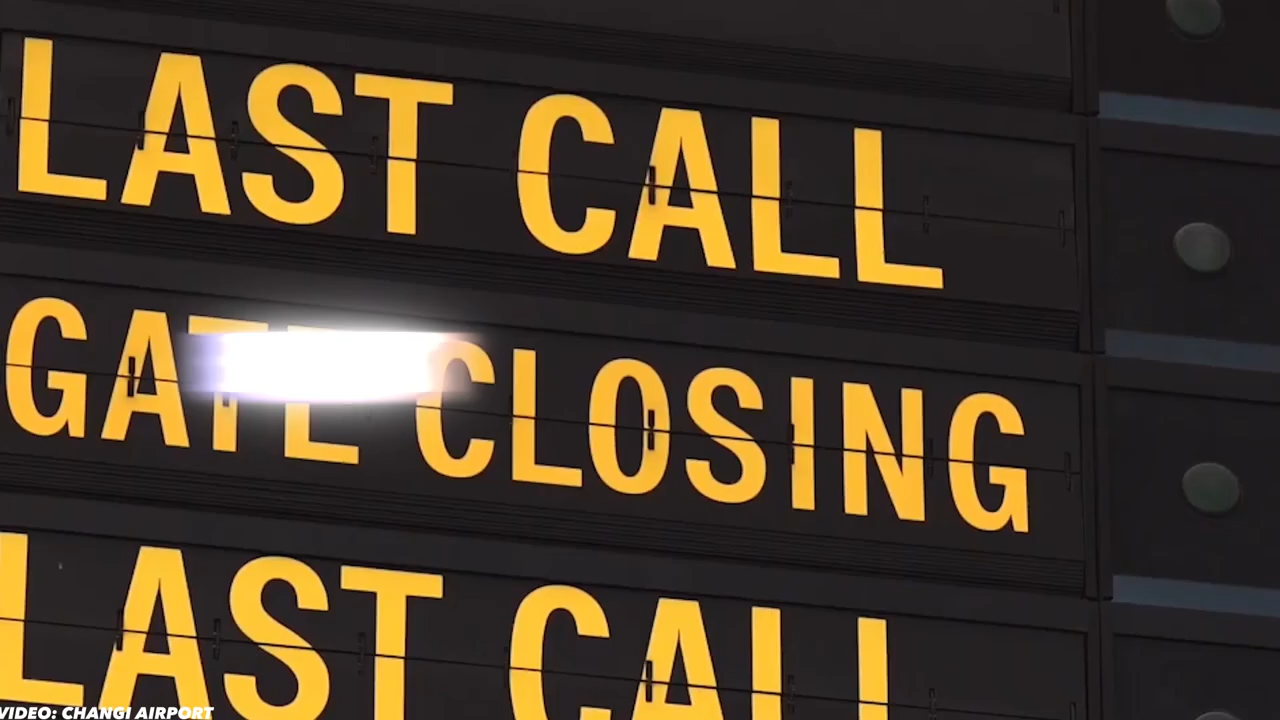 LAST CALL
GATE CLOSING
LAST CALL
VIDEO: CHANGI AIRPORT